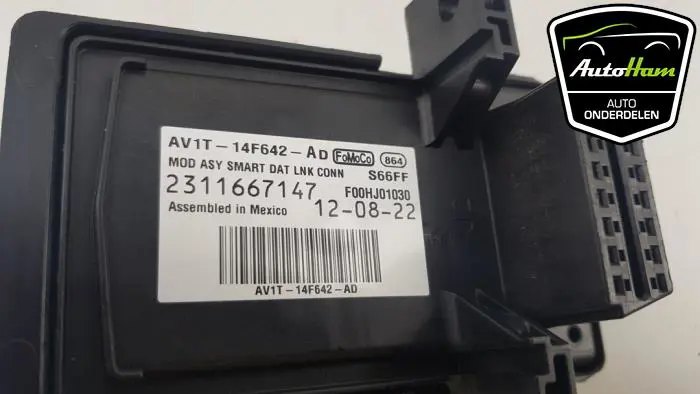 AutoHam
AUTO
ONDERDELEN
AV1T-14F642-AD FoMoCo 864
MOD ASY SMART DAT LNK CONN S66FF
2311667147 F00HJ01030
Assembled in Mexico 12-08-22
AV1T-14F642-AD